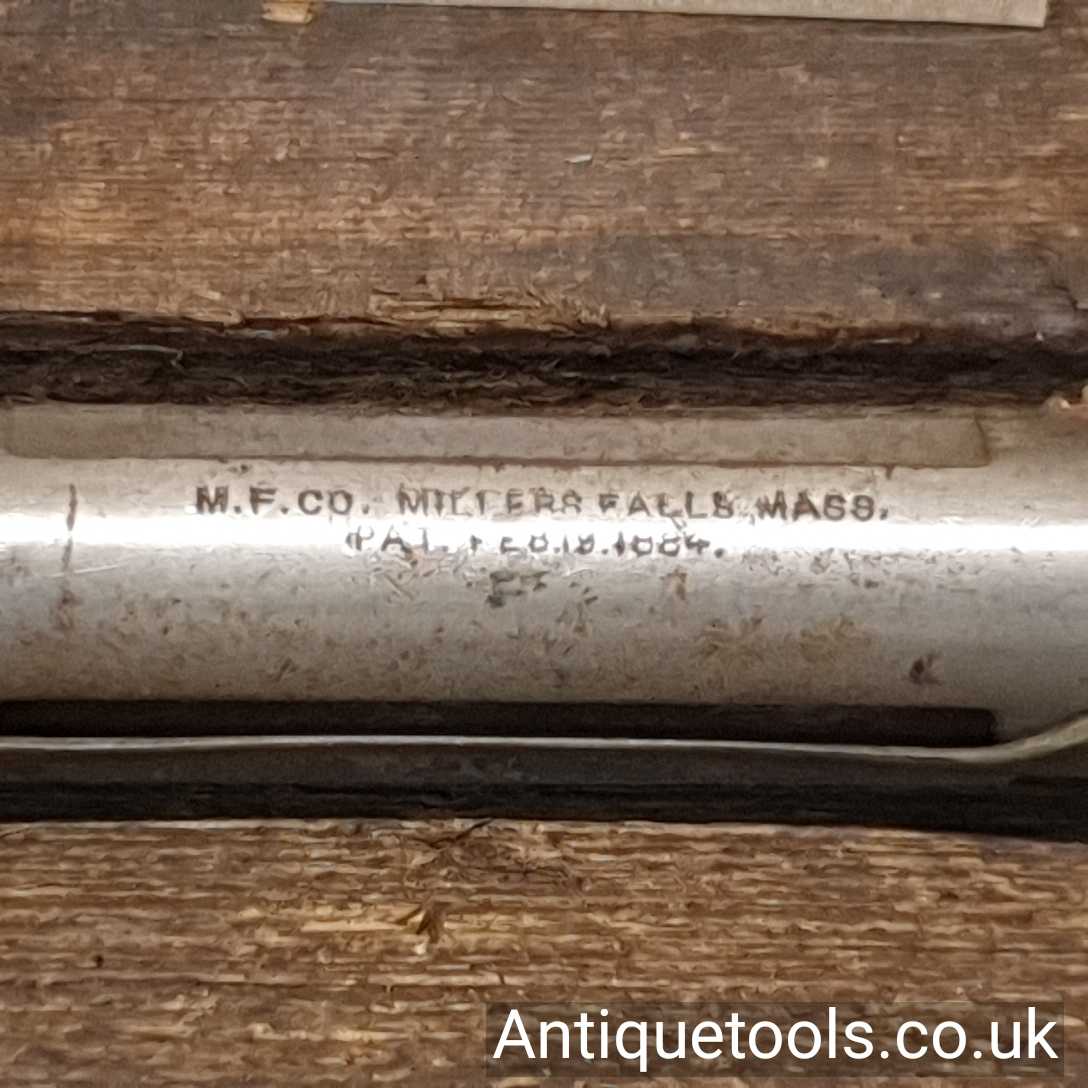 M.F.CO. MILLERS FALLS, MASS.
PAT. FEB.19.1884.
Antiquetools.co.uk